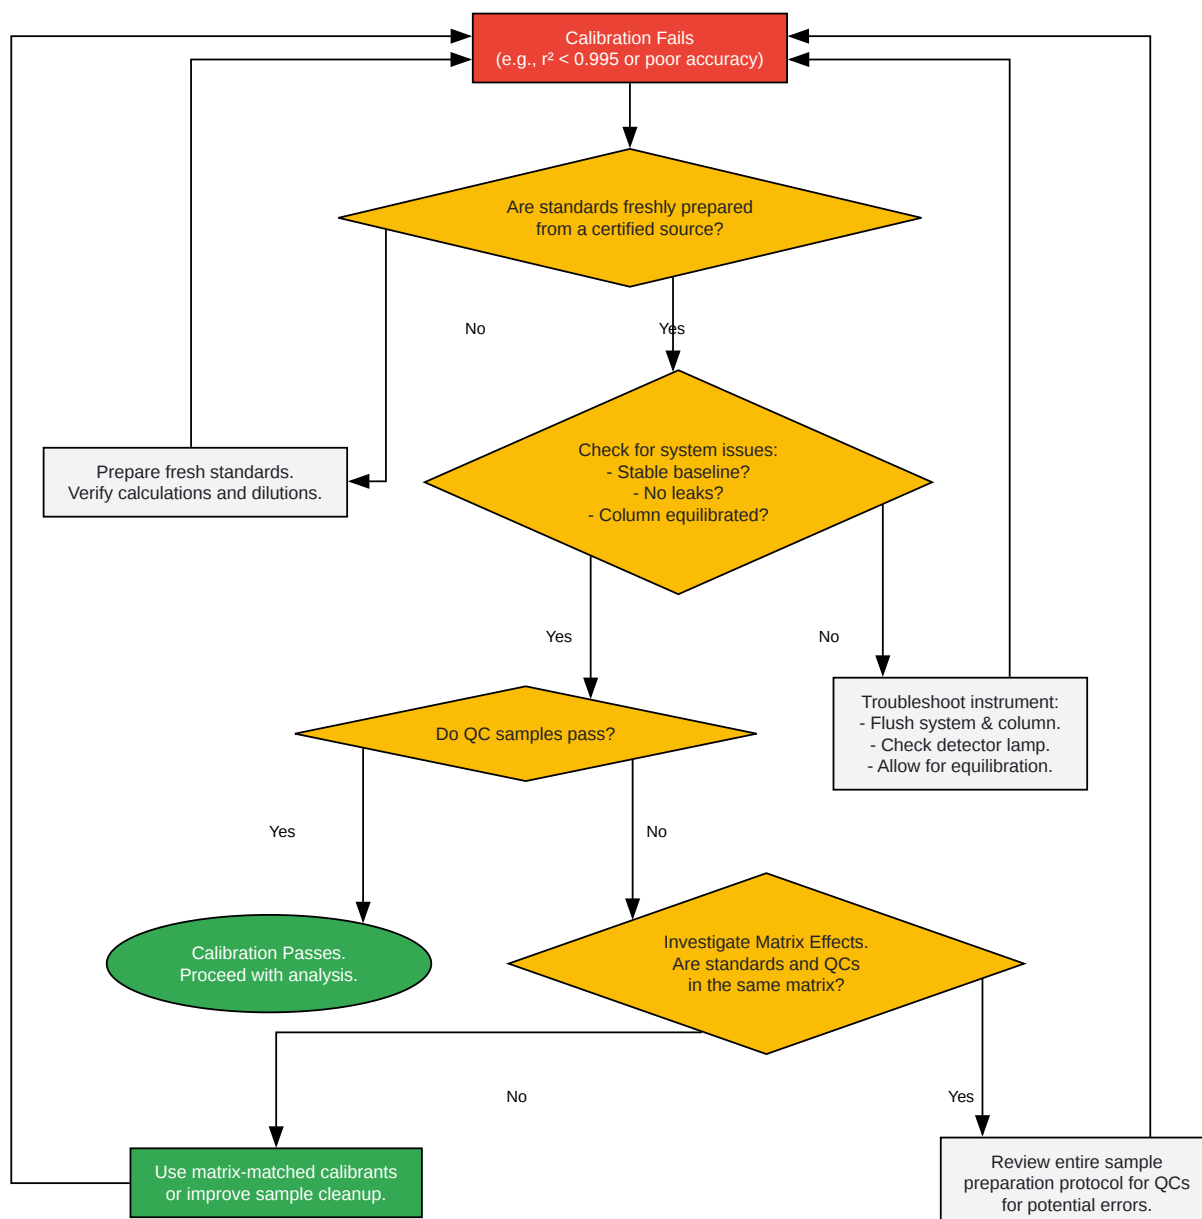 Calibration Fails
(e.g., r² < 0.995 or poor accuracy)
Are standards freshly prepared
from a certified source?
No
Yes
Prepare fresh standards.
Verify calculations and dilutions.
Check for system issues:
- Stable baseline?
- No leaks?
- Column equilibrated?
Yes
No
Troubleshoot instrument:
- Flush system & column.
- Check detector lamp.
- Allow for equilibration.
Do QC samples pass?
Yes
No
Calibration Passes.
Proceed with analysis.
Investigate Matrix Effects.
Are standards and QCs
in the same matrix?
No
Yes
Use matrix-matched calibrants
or improve sample cleanup.
Review entire sample
preparation protocol for QCs
for potential errors.